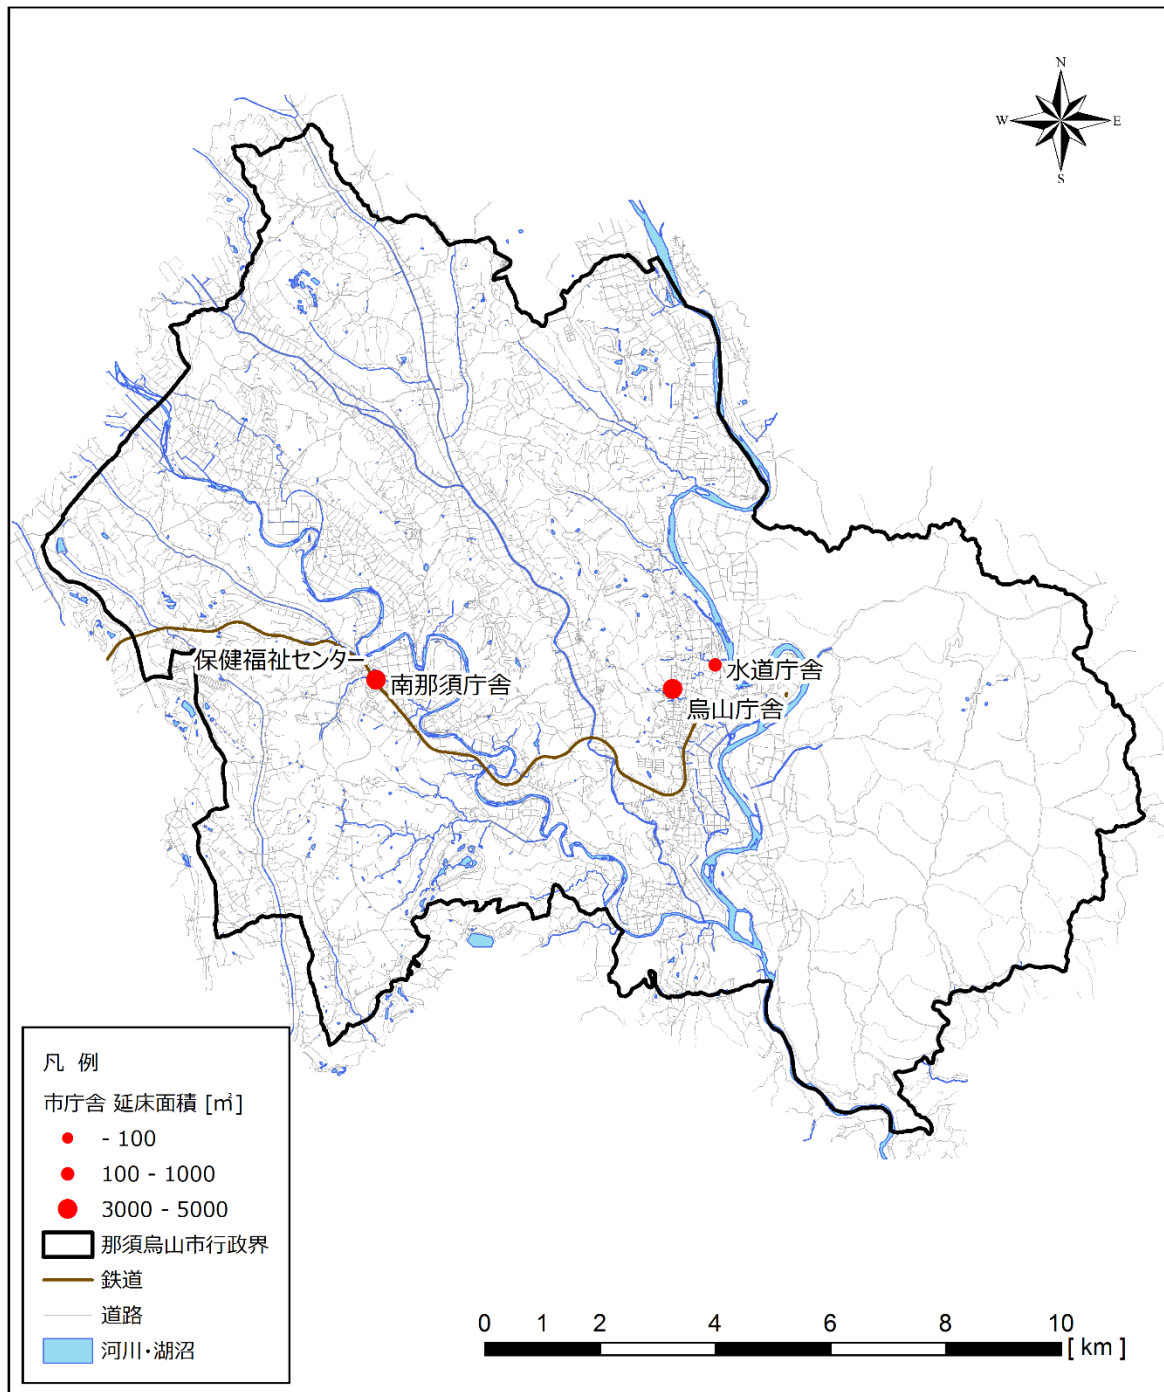 N
W
E
S
保健福祉センター
南那須庁舎
水道庁舎
烏山庁舎
凡 例
市庁舎 延床面積 [㎡]
- 100
100 - 1000
3000 - 5000
那須烏山市行政界
鉄道
道路
河川・湖沼
0 1 2 4 6 8 10
[ km ]